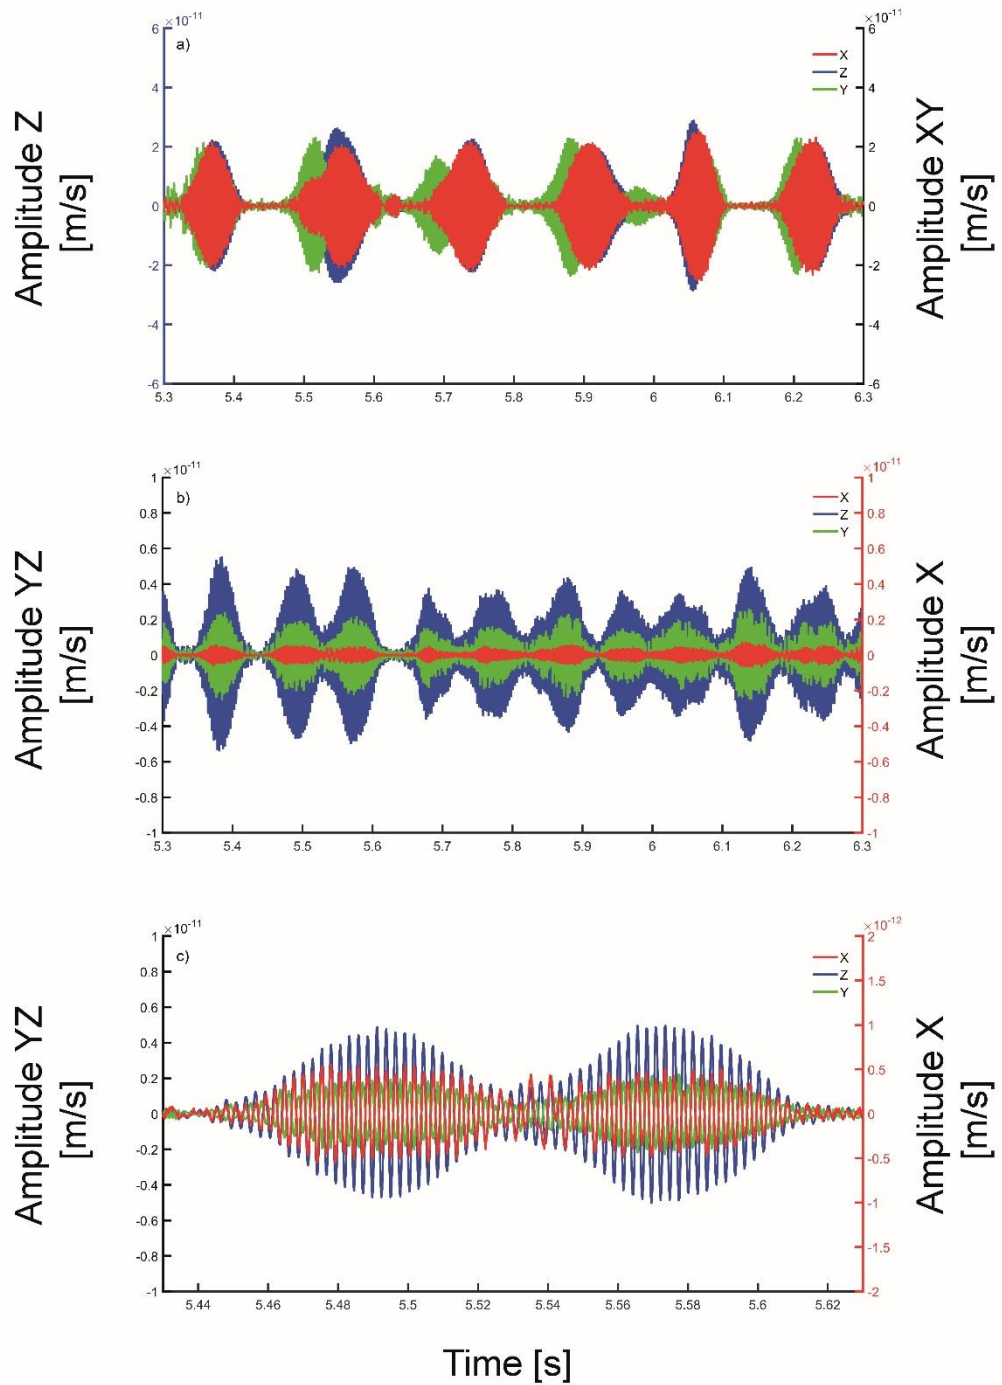 ×10-11
×10-11
a)
6
4
2
0
-2
-4
-6
6
4
2
0
-2
-4
-6
X
Z
Y
Amplitude Z
[m/s]
Amplitude XY
[m/s]
5.3 5.4 5.5 5.6 5.7 5.8 5.9 6 6.1 6.2 6.3
×10-11
×10-11
b)
1
0.8
0.6
0.4
0.2
0
-0.2
-0.4
-0.6
-0.8
-1
1
0.8
0.6
0.4
0.2
0
-0.2
-0.4
-0.6
-0.8
-1
X
Z
Y
Amplitude YZ
[m/s]
Amplitude X
[m/s]
5.3 5.4 5.5 5.6 5.7 5.8 5.9 6 6.1 6.2 6.3
×10-11
×10-12
c)
1
0.8
0.6
0.4
0.2
0
-0.2
-0.4
-0.6
-0.8
-1
2
1.5
1
0.5
0
-0.5
-1
-1.5
-2
X
Z
Y
Amplitude YZ
[m/s]
Amplitude X
[m/s]
5.44 5.46 5.48 5.5 5.52 5.54 5.56 5.58 5.6 5.62
Time [s]